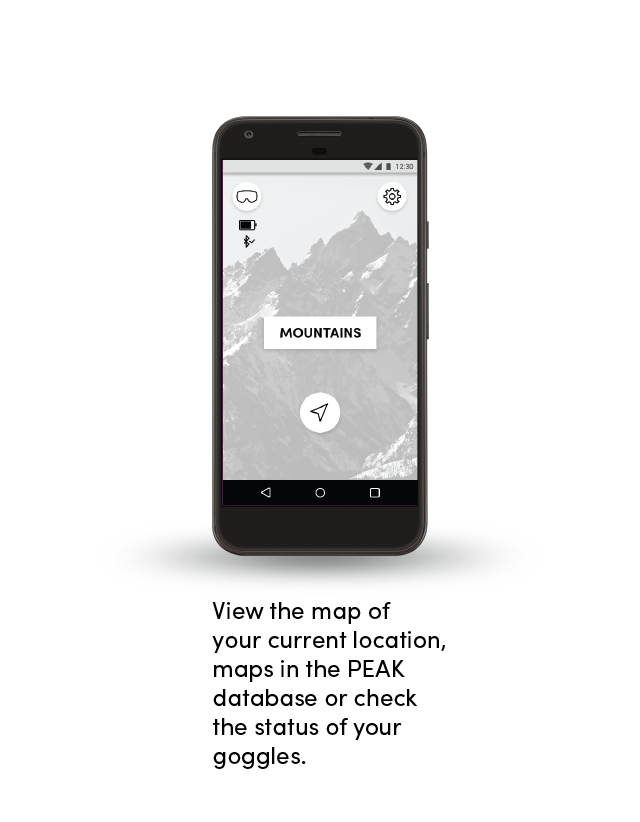 12:30
MOUNTAINS
View the map of
your current location,
maps in the PEAK
database or check
the status of your
goggles.